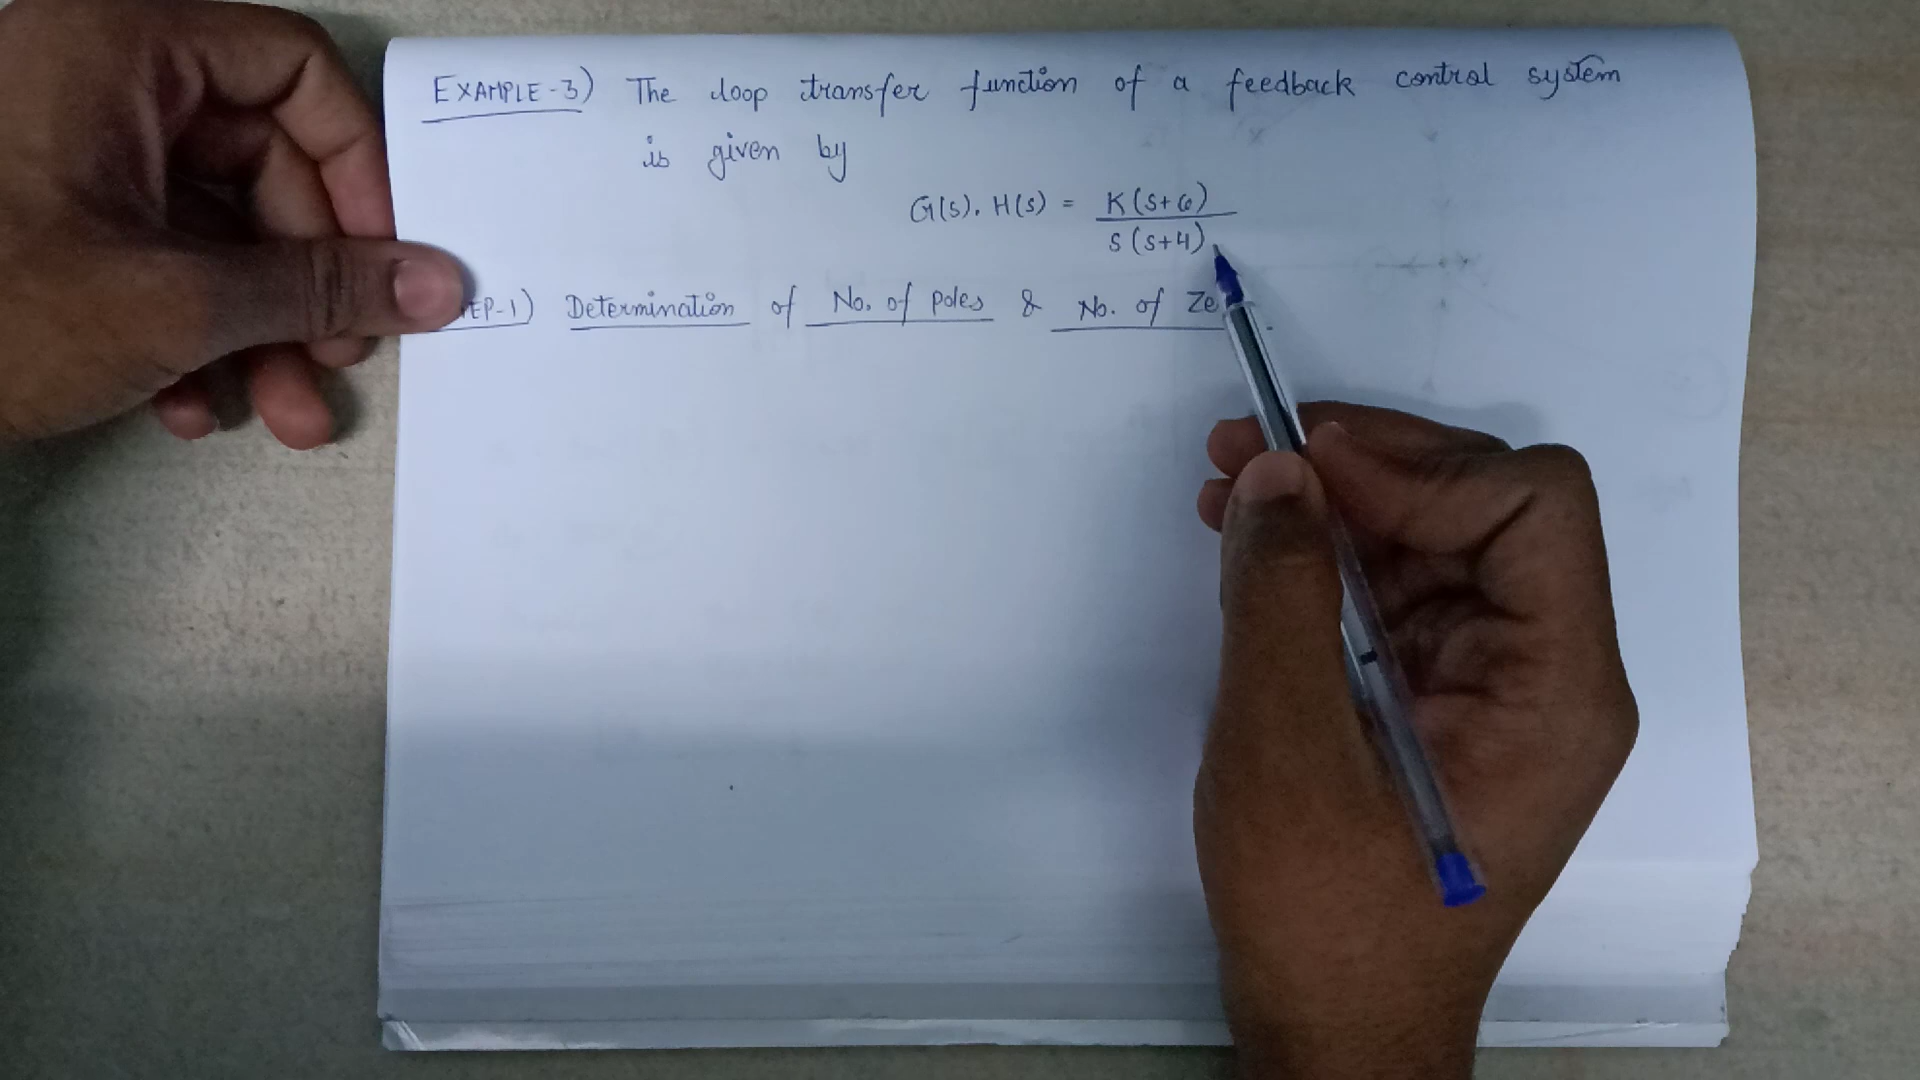 EXAMPLE-3) The loop transfer function of a feedback control system
is given by
G(s). H(s) = K(s+6)
s(s+4)
EP-1) Determination of No. of poles & No. of Ze